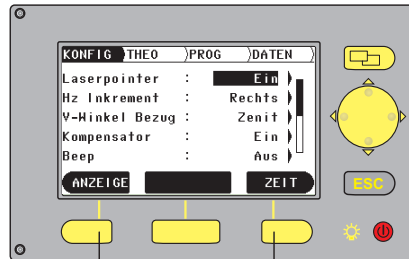 KONFIG THEO PROG DATEN
Laserpointer : Ein
Hz Inkrement : Rechts
V-Winkel Bezug : Zenit
Kompensator : Ein
Beep : Aus
ANZEIGE ZEIT
ESC